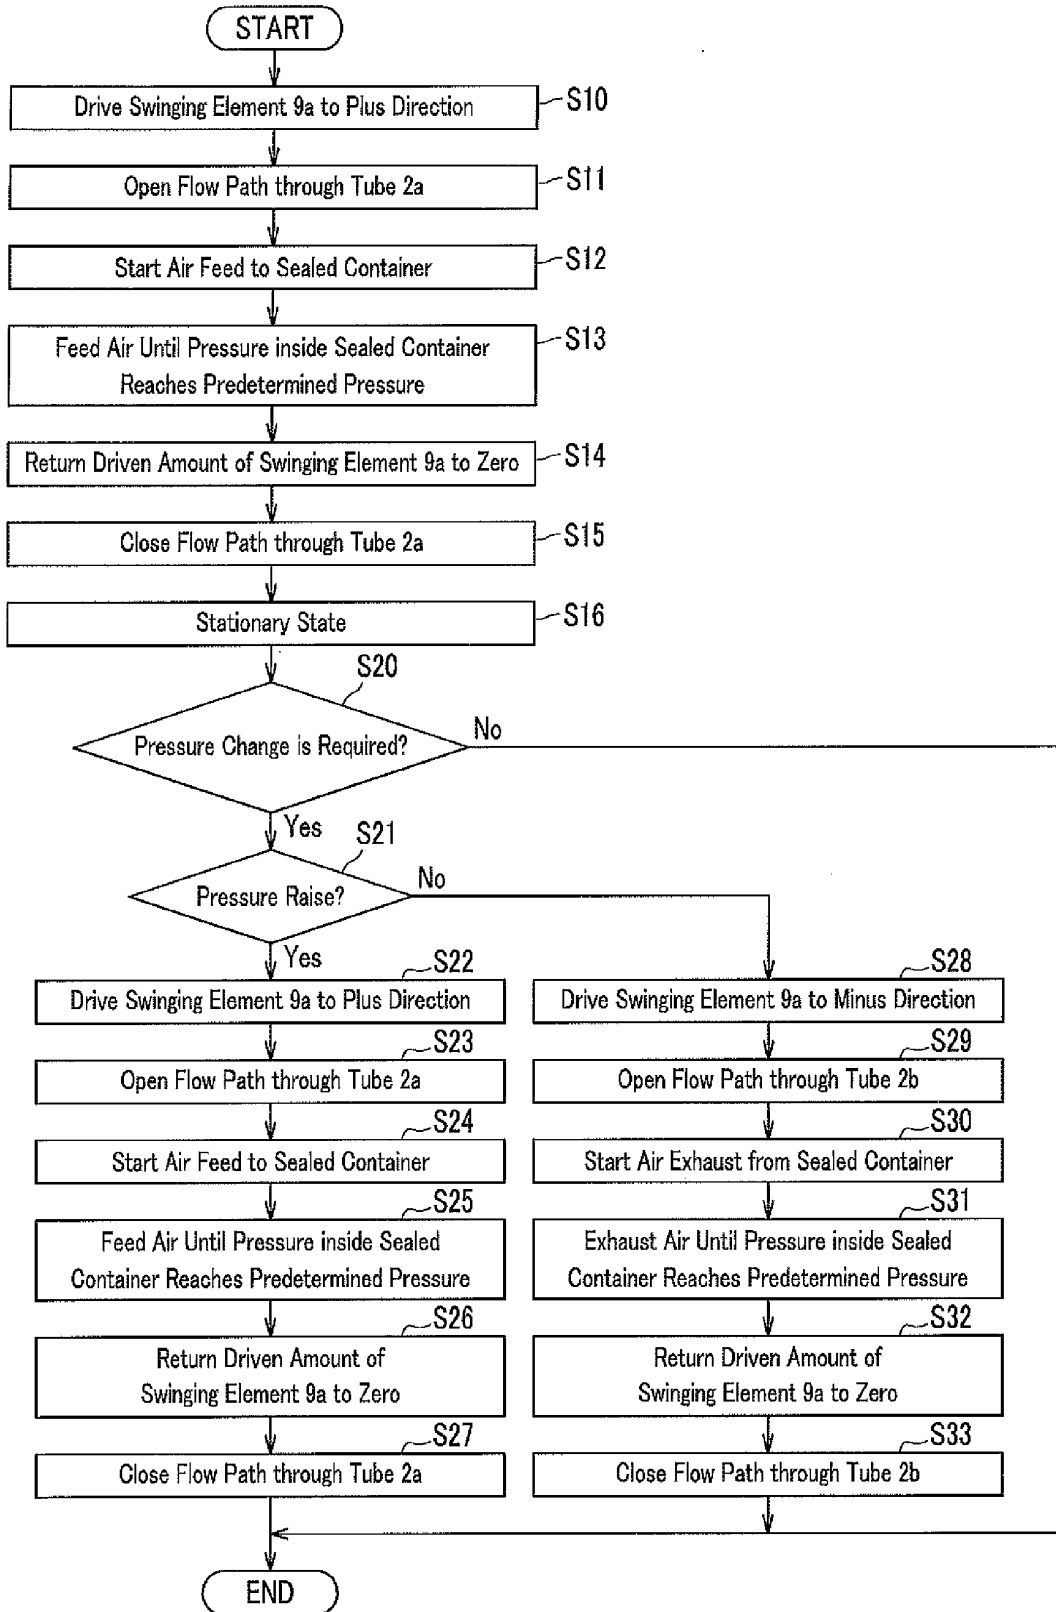 START
Drive Swinging Element 9a to Plus Direction
S10
Open Flow Path through Tube 2a
S11
Start Air Feed to Sealed Container
S12
Feed Air Until Pressure inside Sealed Container
Reaches Predetermined Pressure
S13
Return Driven Amount of Swinging Element 9a to Zero
S14
Close Flow Path through Tube 2a
S15
Stationary State
S16
S20
Pressure Change is Required?
No
Yes
S21
Pressure Raise?
No
Yes
S22
Drive Swinging Element 9a to Plus Direction
S23
Open Flow Path through Tube 2a
S24
Start Air Feed to Sealed Container
S25
Feed Air Until Pressure inside Sealed
Container Reaches Predetermined Pressure
S26
Return Driven Amount of
Swinging Element 9a to Zero
S27
Close Flow Path through Tube 2a
S28
Drive Swinging Element 9a to Minus Direction
S29
Open Flow Path through Tube 2b
S30
Start Air Exhaust from Sealed Container
S31
Exhaust Air Until Pressure inside Sealed
Container Reaches Predetermined Pressure
S32
Return Driven Amount of
Swinging Element 9a to Zero
S33
Close Flow Path through Tube 2b
END